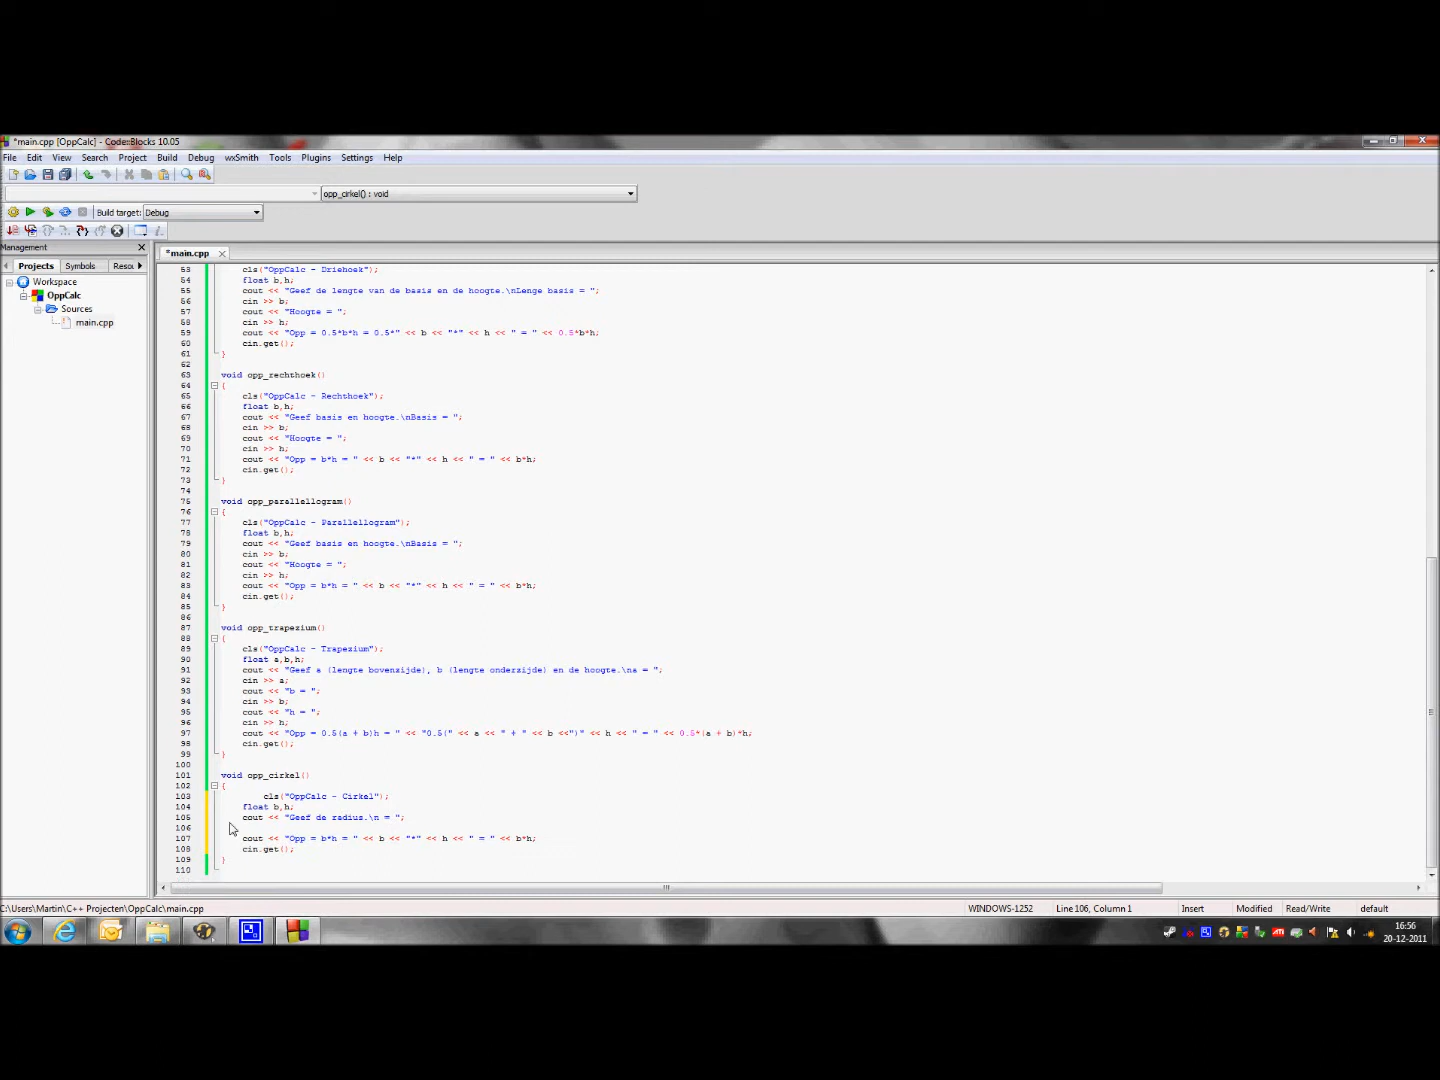 *main.cpp [OppCalc] - Code::Blocks 10.05
File Edit View Search Project Build Debug wxSmith Tools Plugins Settings Help
opp_cirkel() : void
Build target: Debug
Management
Projects Symbols Resou
*main.cpp
Workspace
OppCalc
Sources
main.cpp
53 cls("OppCalc - Driehoek");
54 float b,h;
55 cout << "Geef de lengte van de basis en de hoogte.\nLenge basis = ";
56 cin >> b;
57 cout << "Hoogte = ";
58 cin >> h;
59 cout << "Opp = 0.5*b*h = 0.5*" << b << "*" << h << " = " << 0.5*b*h;
60 cin.get();
61 }
62
63 void opp_rechthoek()
64 {
65 cls("OppCalc - Rechthoek");
66 float b,h;
67 cout << "Geef basis en hoogte.\nBasis = ";
68 cin >> b;
69 cout << "Hoogte = ";
70 cin >> h;
71 cout << "Opp = b*h = " << b << "*" << h << " = " << b*h;
72 cin.get();
73 }
74
75 void opp_parallellogram()
76 {
77 cls("OppCalc - Parallellogram");
78 float b,h;
79 cout << "Geef basis en hoogte.\nBasis = ";
80 cin >> b;
81 cout << "Hoogte = ";
82 cin >> h;
83 cout << "Opp = b*h = " << b << "*" << h << " = " << b*h;
84 cin.get();
85 }
86
87 void opp_trapezium()
88 {
89 cls("OppCalc - Trapezium");
90 float a,b,h;
91 cout << "Geef a (lengte bovenzijde), b (lengte onderzijde) en de hoogte.\na = ";
92 cin >> a;
93 cout << "b = ";
94 cin >> b;
95 cout << "h = ";
96 cin >> h;
97 cout << "Opp = 0.5(a + b)h = " << "0.5(" << a << " + " << b <<")" << h << " = " << 0.5*(a + b)*h;
98 cin.get();
99 }
100
101 void opp_cirkel()
102 {
103 cls("OppCalc - Cirkel");
104 float b,h;
105 cout << "Geef de radius.\n = ";
106
107 cout << "Opp = b*h = " << b << "*" << h << " = " << b*h;
108 cin.get();
109 }
110
C:\Users\Martin\C++ Projecten\OppCalc\main.cpp WINDOWS-1252 Line 106, Column 1 Insert Modified Read/Write default
16:56
20-12-2011